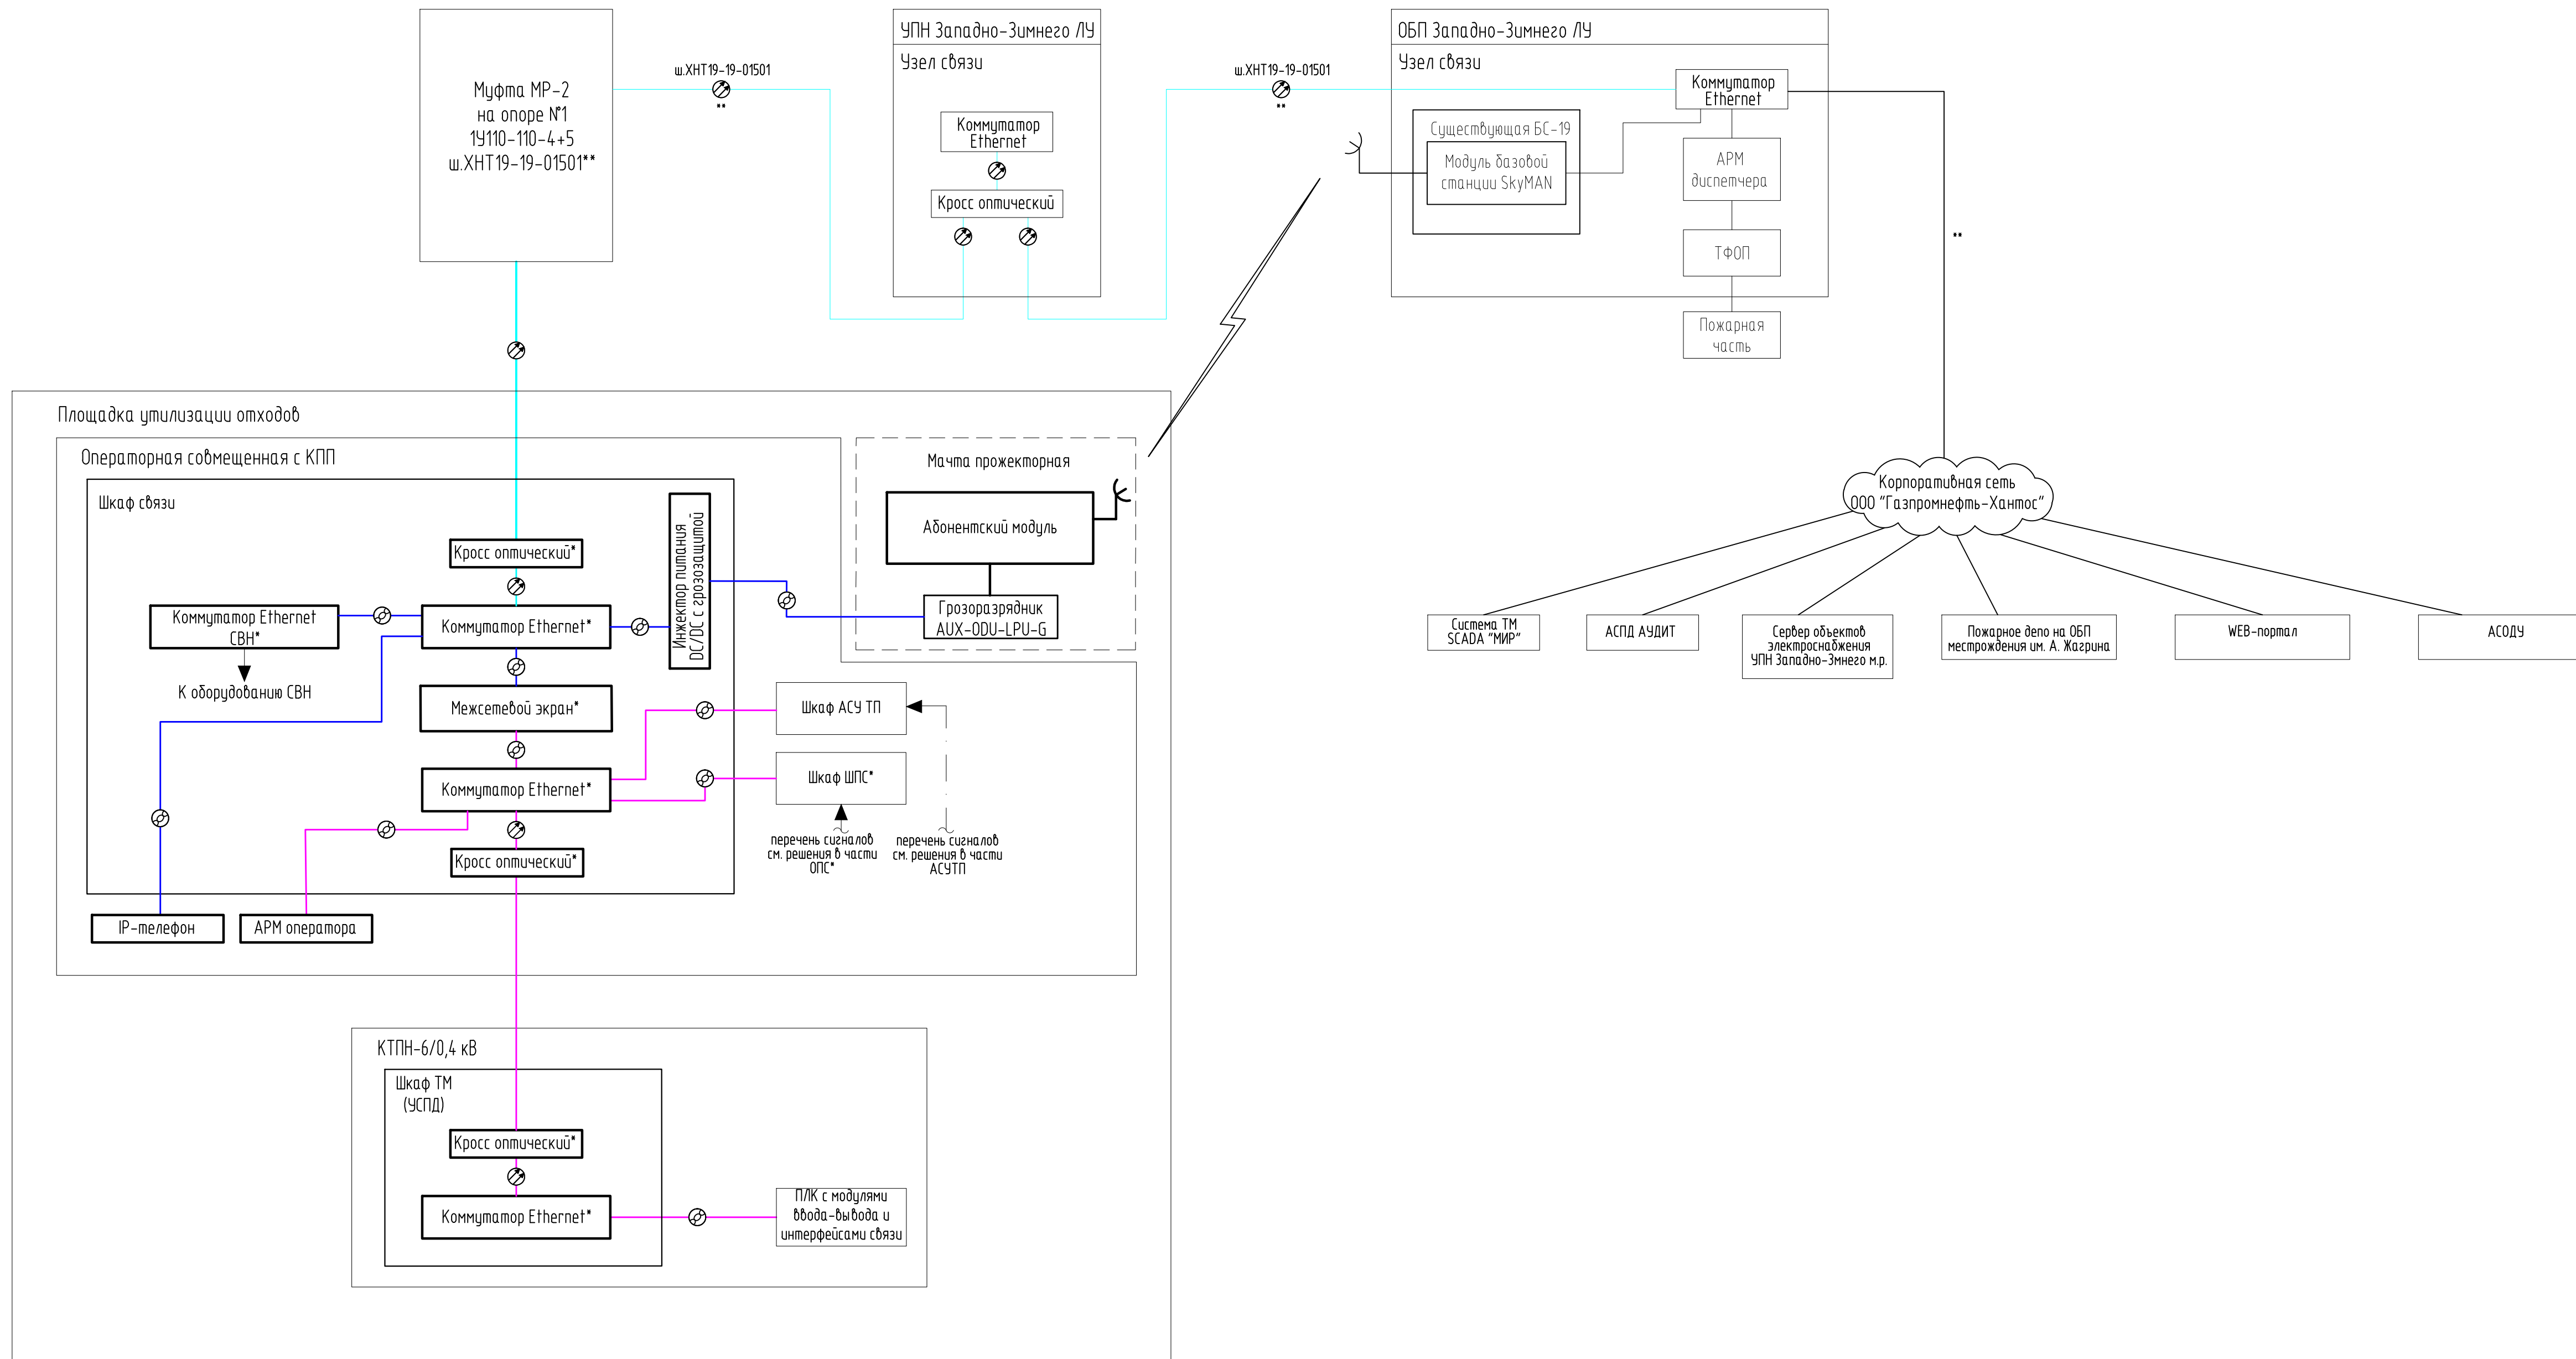 Муфта МР-2
на опоре №1
1У110-110-4+5
ш.ХНТ19-19-01501**
ш.ХНТ19-19-01501
**
УПН Западно-Зимнего ЛУ
Узел связи
Коммутатор
Ethernet
Кросс оптический
ш.ХНТ19-19-01501
**
ОБП Западно-Зимнего ЛУ
Узел связи
Коммутатор
Ethernet
Существующая БС-19
Модуль базовой
станции SkyMAN
АРМ
диспетчера
ТФОП
Пожарная
часть
**
Корпоративная сеть
ООО "Газпромнефть-Хантос"
Система ТМ
SCADA "МИР"
АСПД АУДИТ
Сервер объектов
электроснабжения
УПН Западно-Змнего м.р.
Пожарное депо на ОБП
местрождения им. А. Жагрина
WEB-портал
АСОДУ
Площадка утилизации отходов
Операторная совмещенная с КПП
Шкаф связи
Кросс оптический*
Коммутатор Ethernet
СВН*
К оборудованию СВН
Коммутатор Ethernet*
Инжектор питания
DC/DC с грозозащитой
Мачта прожекторная
Абонентский модуль
Грозоразрядник
AUX-ODU-LPU-G
Межсетевой экран*
Коммутатор Ethernet*
Кросс оптический*
Шкаф АСУ ТП
Шкаф ШПС*
перечень сигналов
см. решения в части
ОПС*
перечень сигналов
см. решения в части
АСУТП
IP-телефон
АРМ оператора
КТПН-6/0,4 кВ
Шкаф ТМ
(УСПД)
Кросс оптический*
Коммутатор Ethernet*
ПЛК с модулями
ввода-вывода и
интерфейсами связи